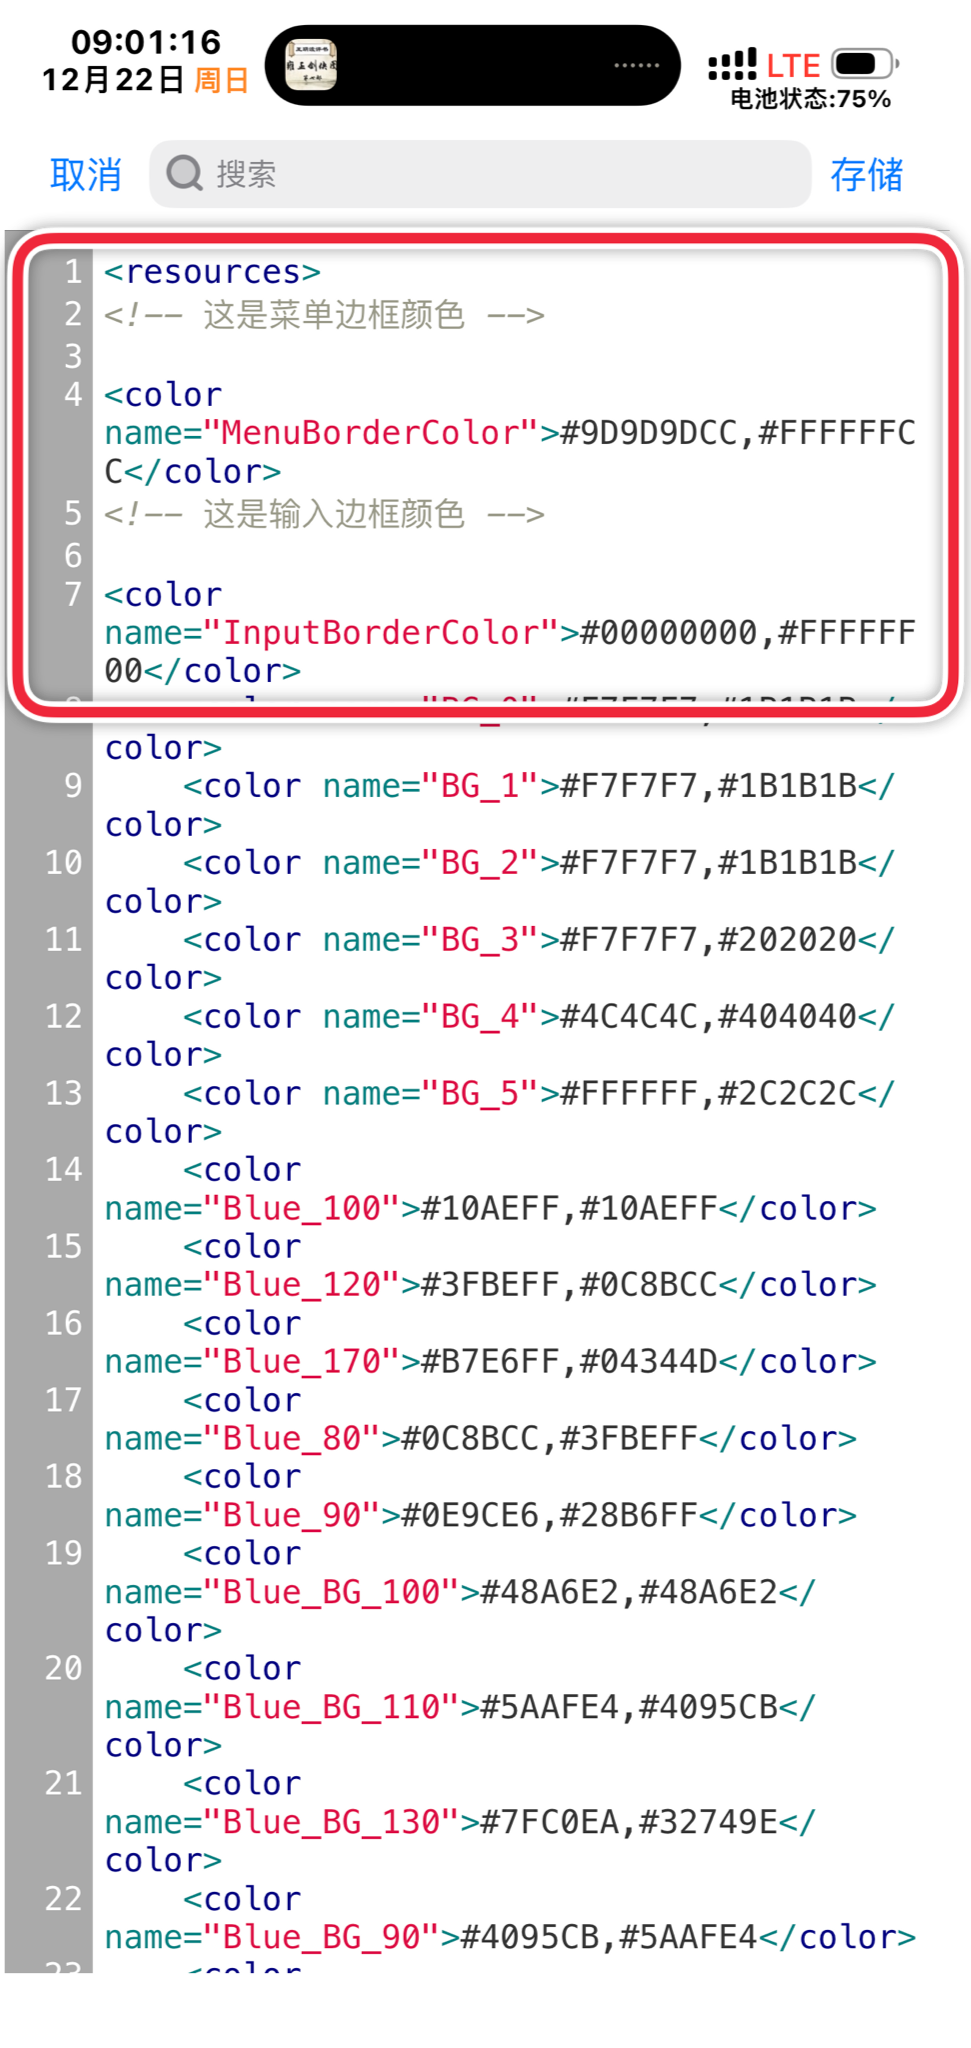 09:01:16
12月22日 周日
LTE
电池状态:75%
取消
搜索
存储
1 <resources>
2 <!-- 这是菜单边框颜色 -->
3
4 <color
name="MenuBorderColor">#9D9D9DCC,#FFFFFFC
C</color>
5 <!-- 这是输入边框颜色 -->
6
7 <color
name="InputBorderColor">#00000000,#FFFFFF
00</color>
color>
9 <color name="BG_1">#F7F7F7,#1B1B1B</
color>
10 <color name="BG_2">#F7F7F7,#1B1B1B</
color>
11 <color name="BG_3">#F7F7F7,#202020</
color>
12 <color name="BG_4">#4C4C4C,#404040</
color>
13 <color name="BG_5">#FFFFFF,#2C2C2C</
color>
14 <color
name="Blue_100">#10AEFF,#10AEFF</color>
15 <color
name="Blue_120">#3FBEFF,#0C8BCC</color>
16 <color
name="Blue_170">#B7E6FF,#04344D</color>
17 <color
name="Blue_80">#0C8BCC,#3FBEFF</color>
18 <color
name="Blue_90">#0E9CE6,#28B6FF</color>
19 <color
name="Blue_BG_100">#48A6E2,#48A6E2</
color>
20 <color
name="Blue_BG_110">#5AAFE4,#4095CB</
color>
21 <color
name="Blue_BG_130">#7FC0EA,#32749E</
color>
22 <color
name="Blue_BG_90">#4095CB,#5AAFE4</color>
23 <color